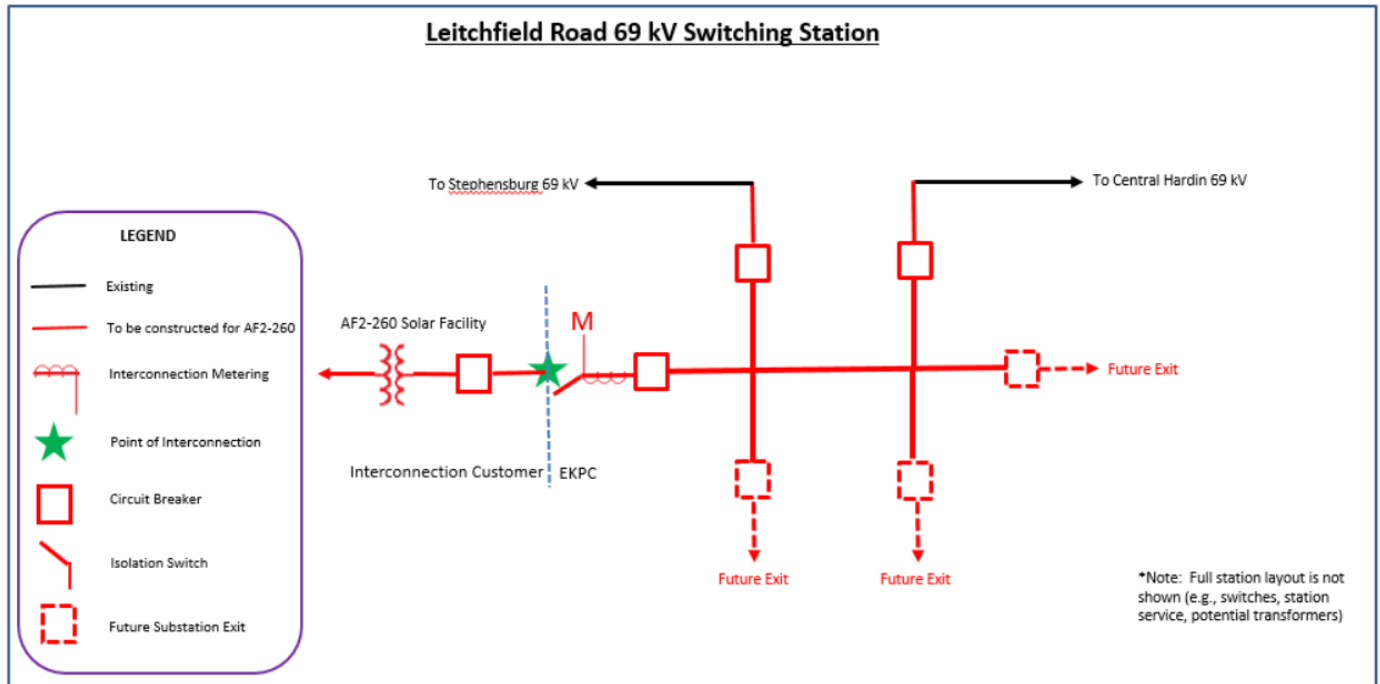 Leitchfield Road 69 kV Switching Station
To Stephensburg 69 kV
To Central Hardin 69 kV
LEGEND
Existing
To be constructed for AF2-260
Interconnection Metering
Point of Interconnection
Circuit Breaker
Isolation Switch
Future Substation Exit
AF2-260 Solar Facility
M
Future Exit
Interconnection Customer
EKPC
Future Exit
Future Exit
*Note: Full station layout is not
shown (e.g., switches, station
service, potential transformers)